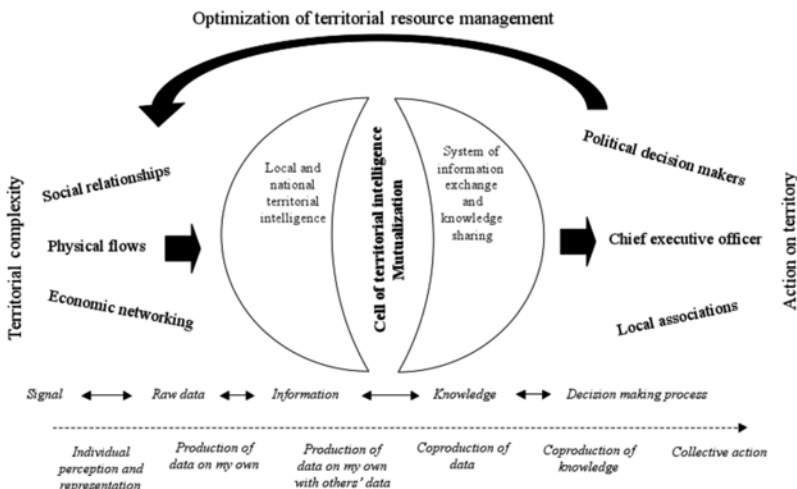 Optimization of territorial resource management
Territorial complexity
Social relationships
Physical flows
Economic networking
Local and
national
territorial
intelligence
Cell of territorial intelligence
Mutualization
System of
information
exchange
and
knowledge
sharing
Political decision makers
Chief executive officer
Local associations
Action on territory
Signal
Raw data
Information
Knowledge
Decision making process
Individual
perception and
representation
Production of
data on my own
Production of
data on my own
with others' data
Coproduction of
data
Coproduction of
knowledge
Collective action